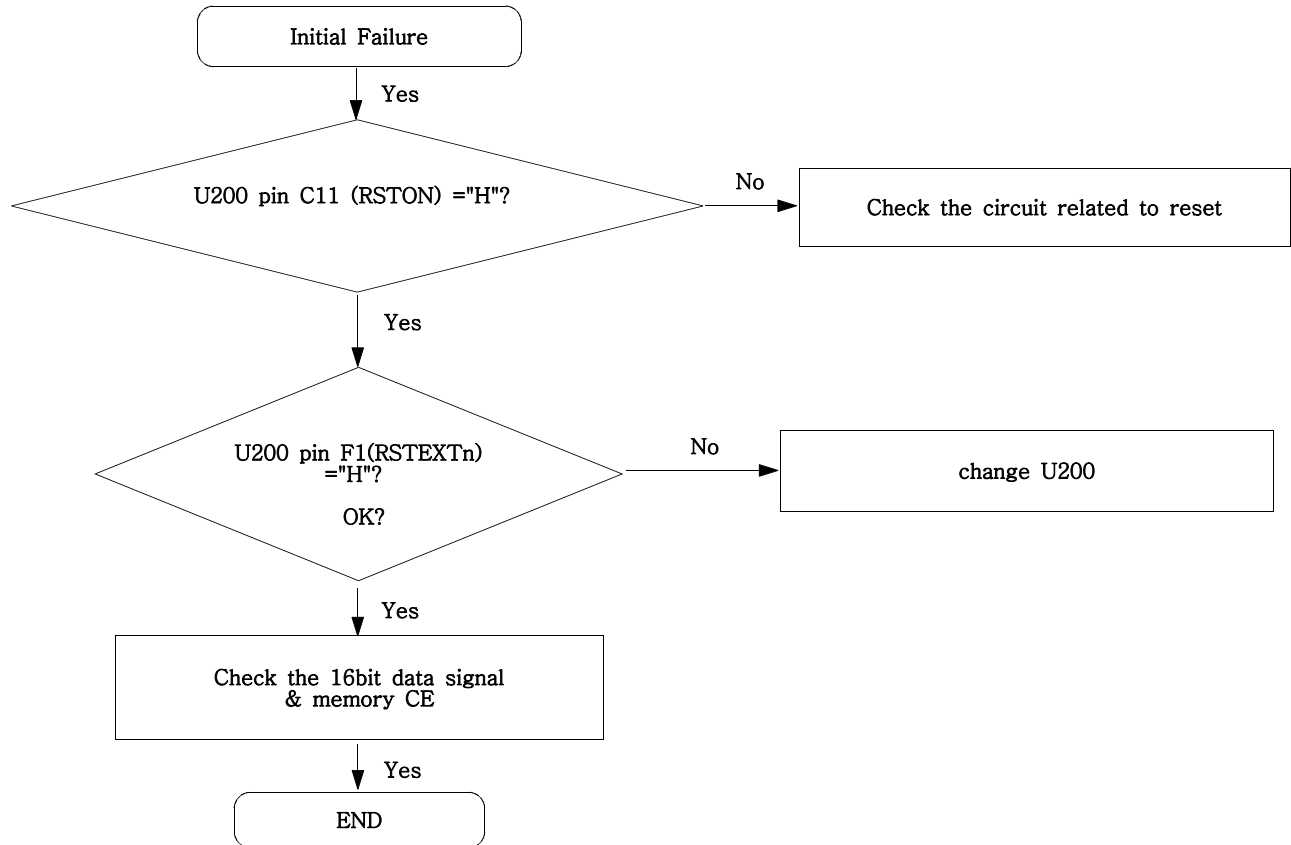 Initial Failure
Yes
U200 pin C11 (RSTON) ="H"?
No
Check the circuit related to reset
Yes
U200 pin F1(RSTEXTn)
="H"?
OK?
No
change U200
Yes
Check the 16bit data signal
& memory CE
Yes
END